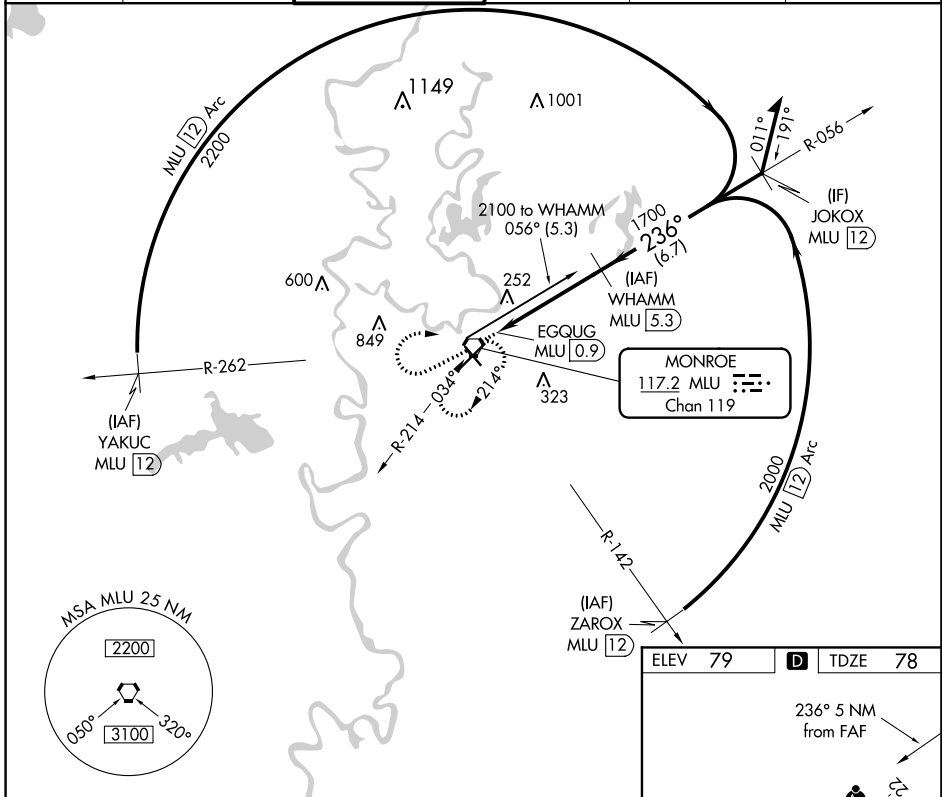 1149
1001
MLU 12 Arc
2200
011°
191°
R-056
(IF)
JOKOX
MLU 12
2100 to WHAMM
056° (5.3)
1700
236°
(6.7)
(IAF)
WHAMM
MLU 5.3
600
252
849
EGQUG
MLU 0.9
R-262
MONROE
117.2 MLU
Chan 119
323
R-214
034°
214°
(IAF)
YAKUC
MLU 12
2000
MLU 12 Arc
R-142
(IAF)
ZAROX
MLU 12
MSA MLU 25 NM
2200
050°
320°
3100
ELEV 79
D
TDZE 78
236° 5 NM
from FAF